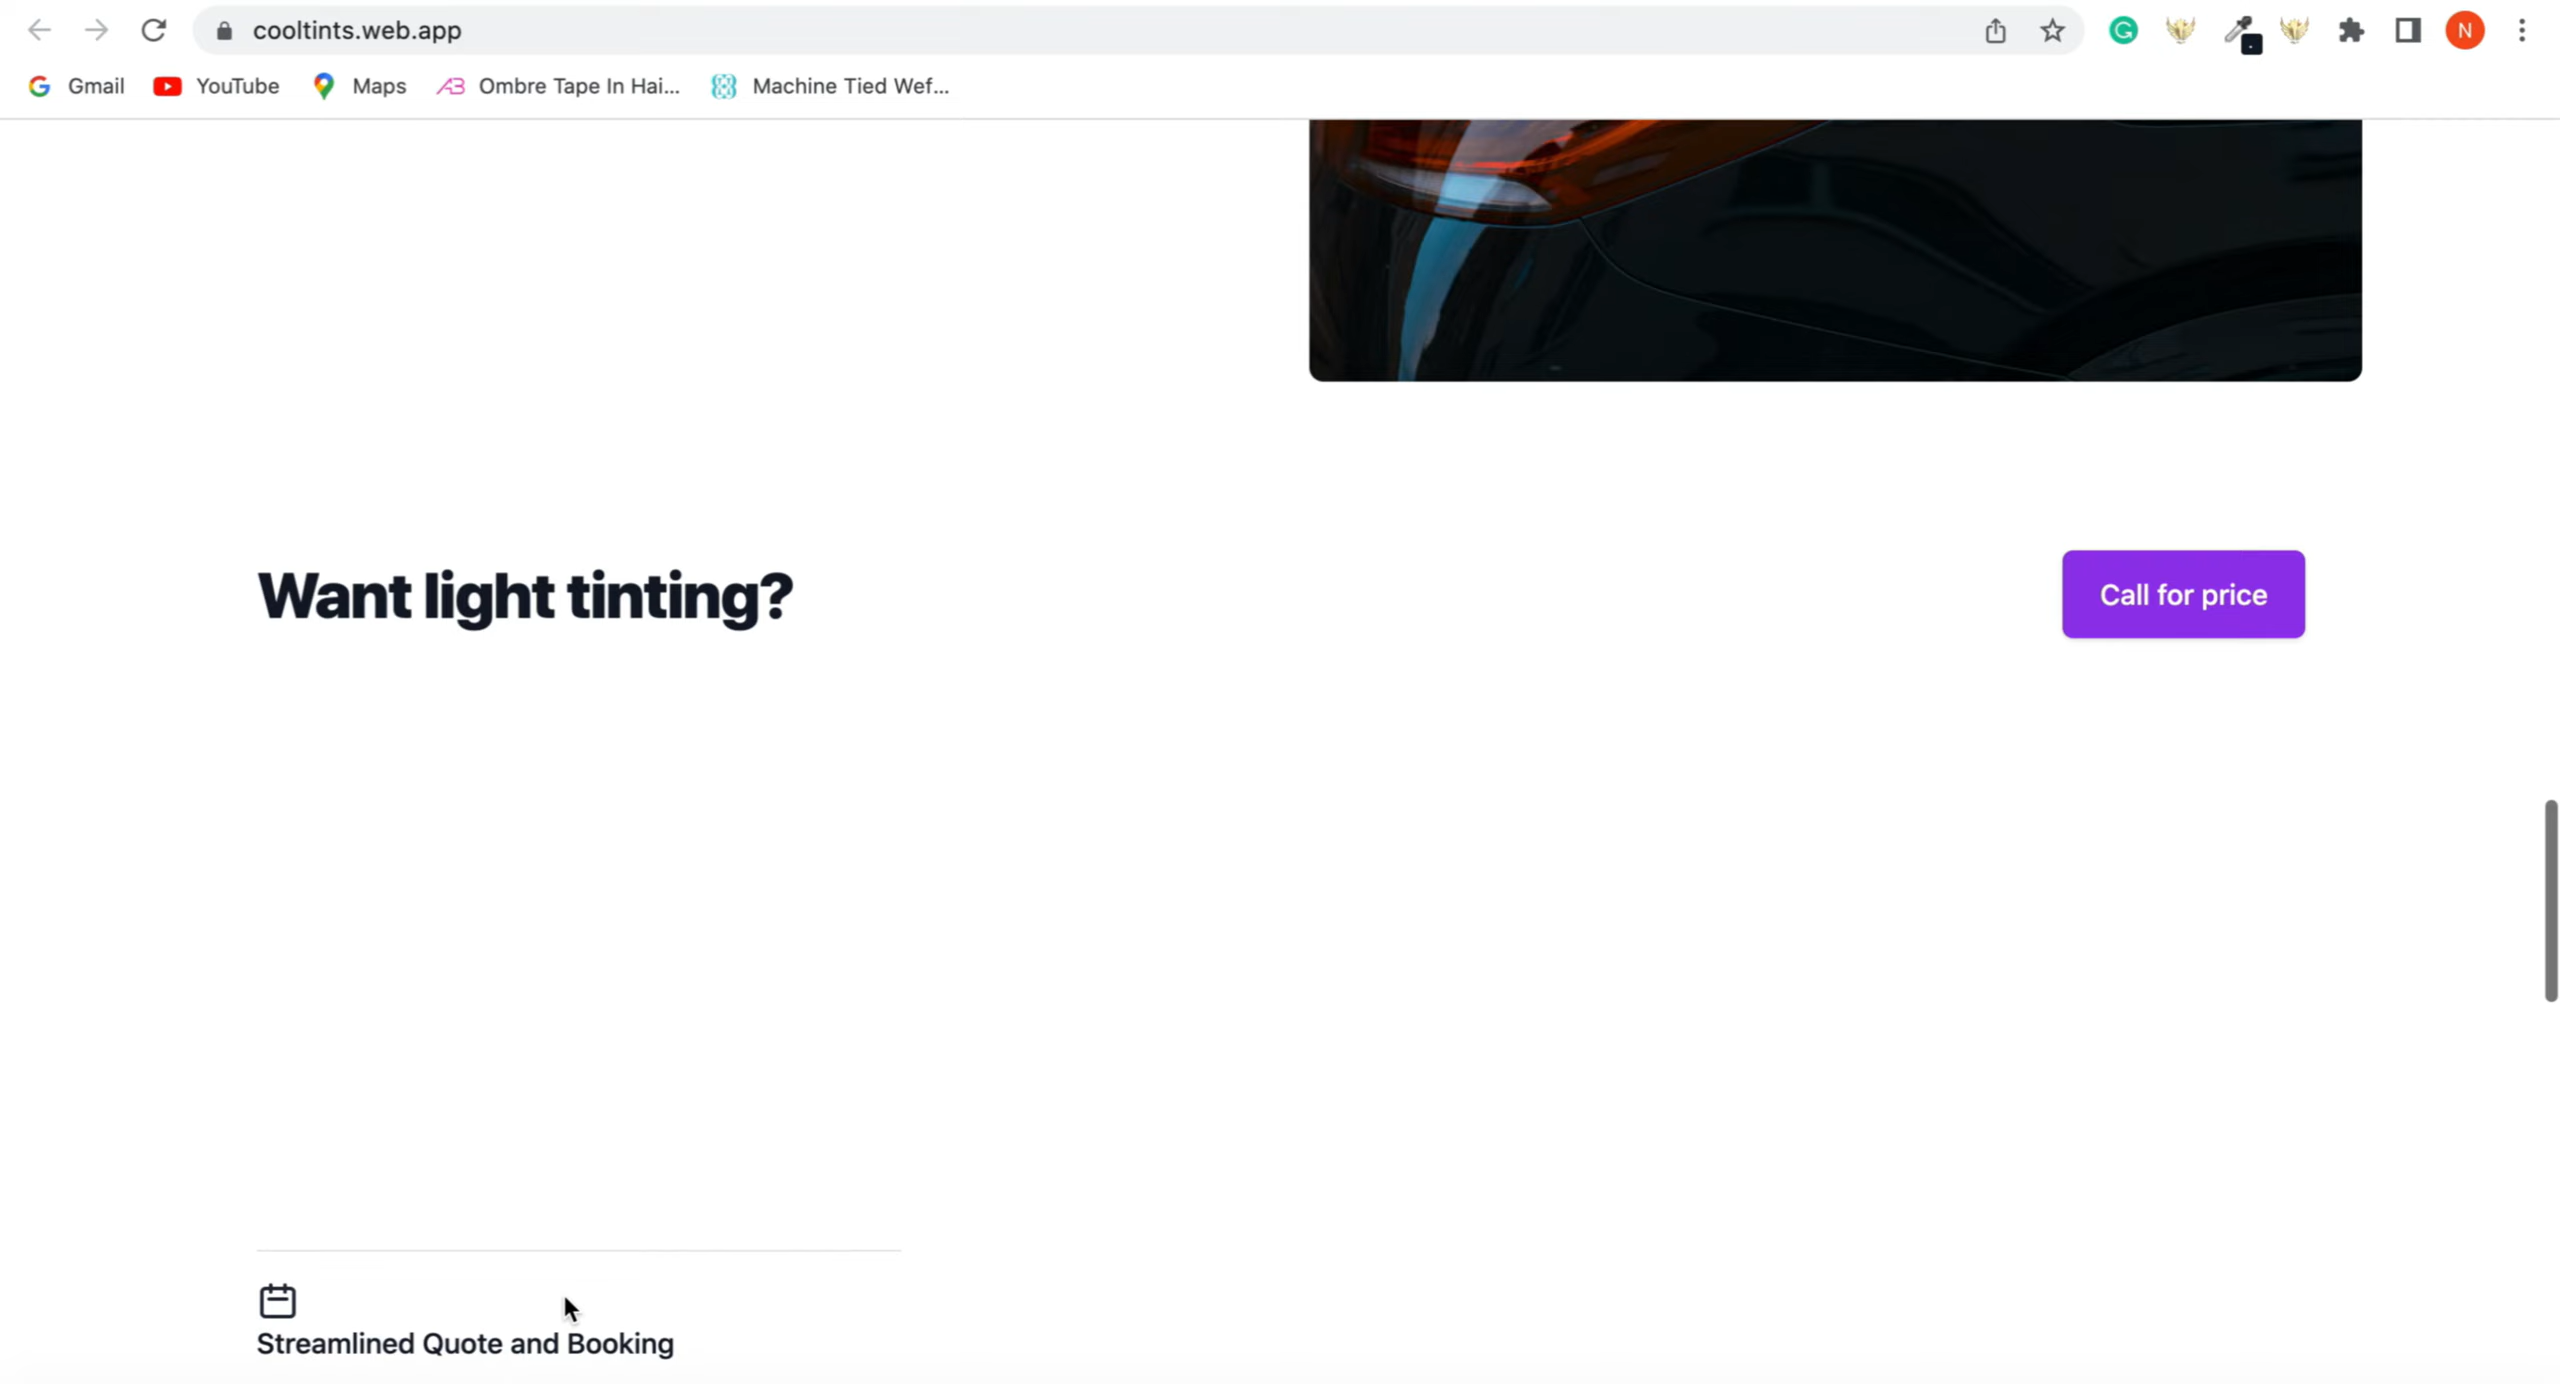 cooltints.web.app
N
Gmail YouTube Maps Ombre Tape In Hai... Machine Tied Wef...
Want light tinting?
Call for price
Streamlined Quote and Booking